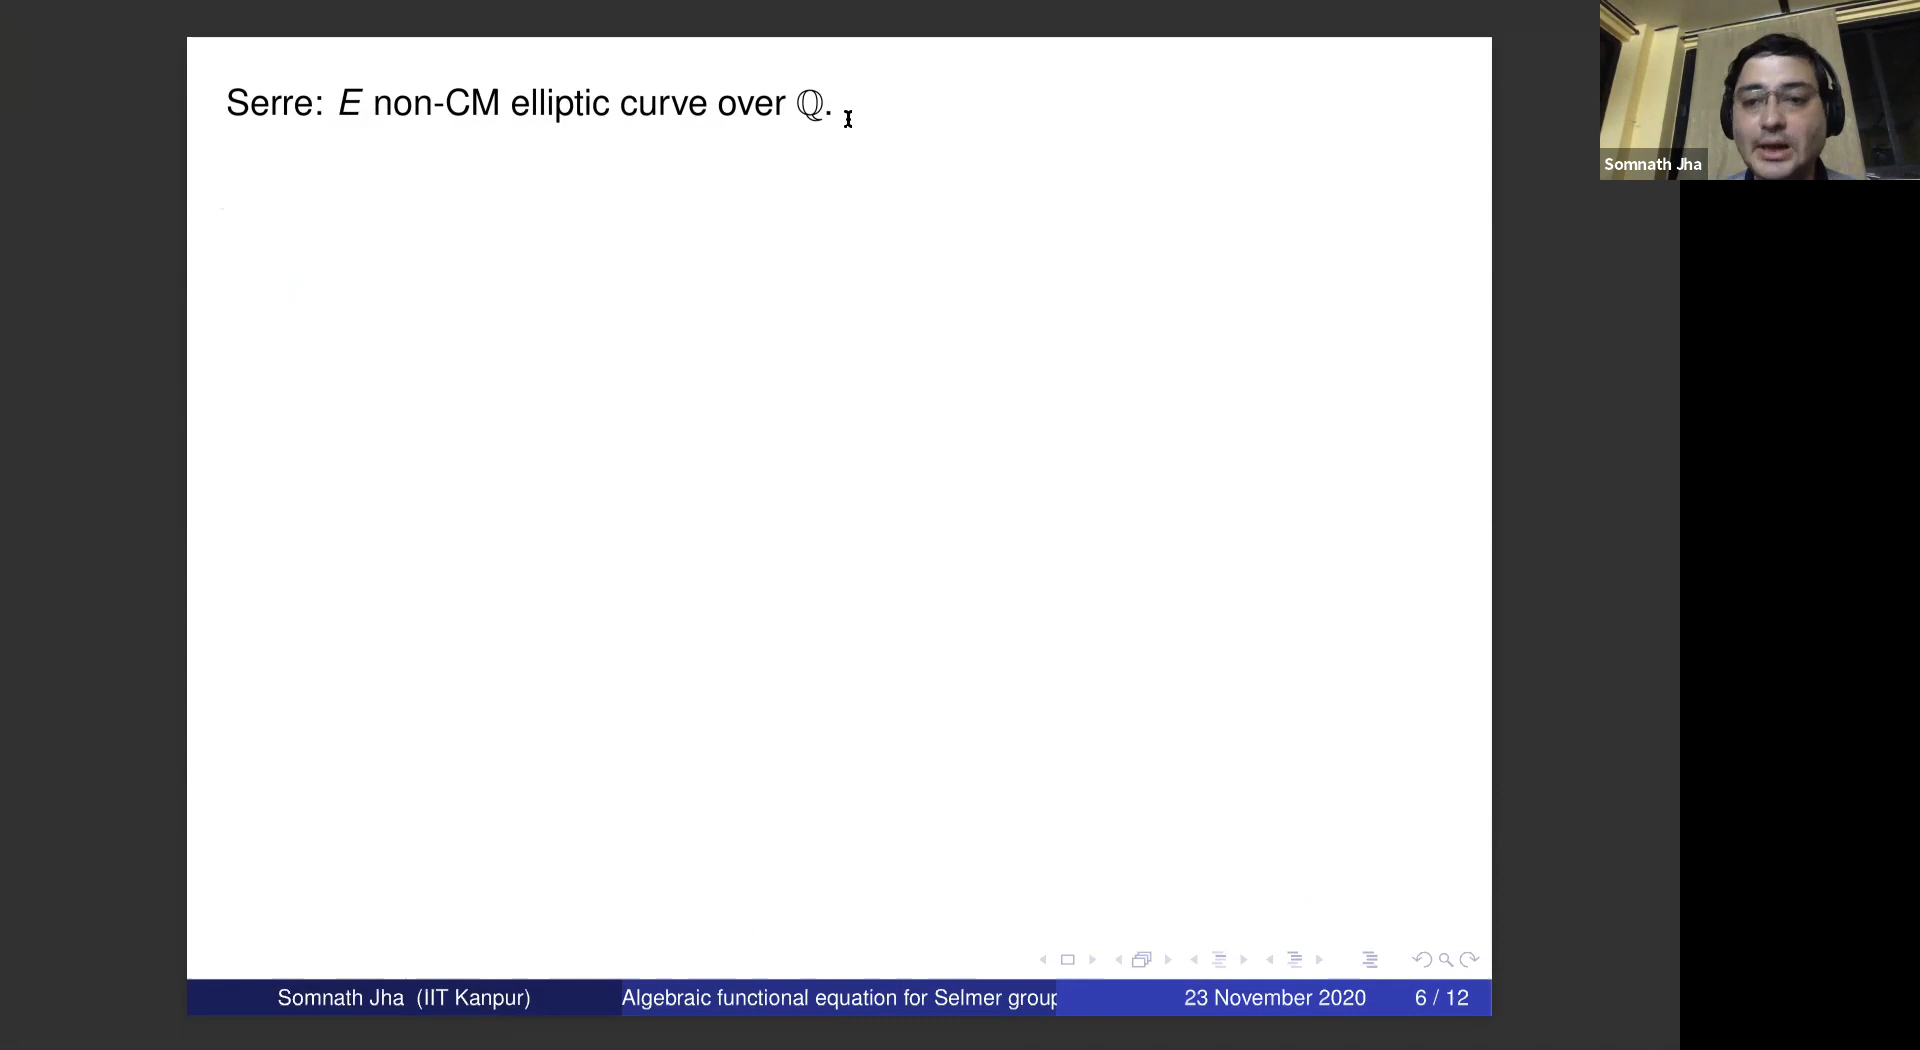 Serre: E non-CM elliptic curve over ℚ.
Somnath Jha
Somnath Jha (IIT Kanpur)
Algebraic functional equation for Selmer group
23 November 2020
6 / 12